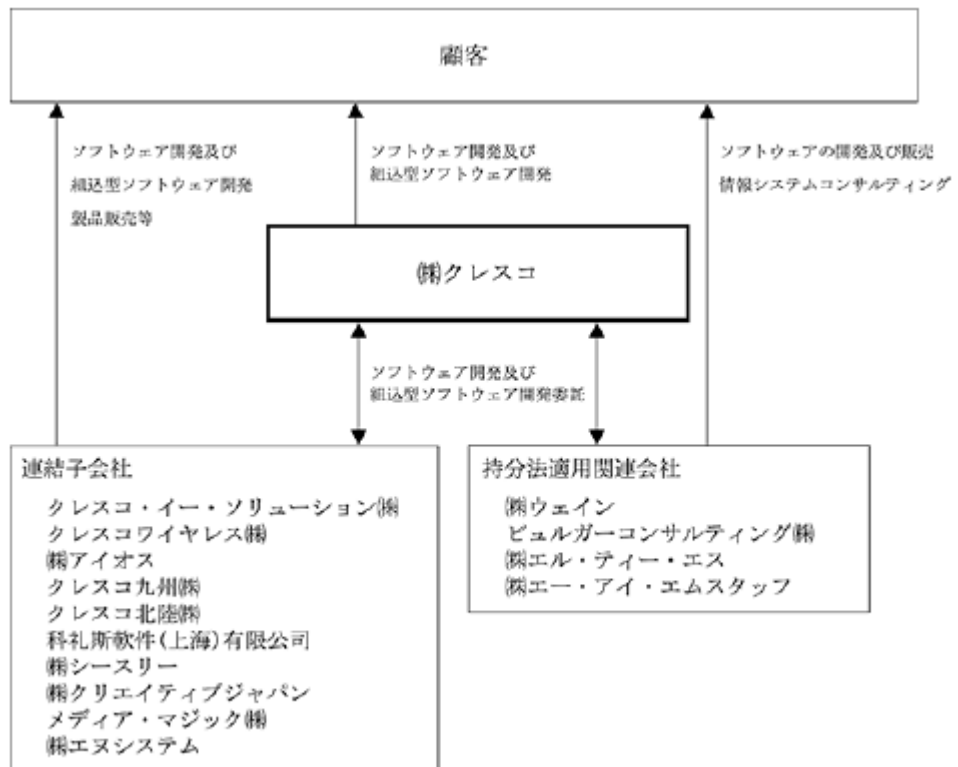 顧客
ソフトウェア開発及び
組込型ソフトウェア開発
製品販売等
ソフトウェア開発及び
組込型ソフトウェア開発
ソフトウェアの開発及び販売
情報システムコンサルティング
㈱クレスコ
ソフトウェア開発及び
組込型ソフトウェア開発委託
連結子会社
クレスコ・イー・ソリューション㈱
クレスコワイヤレス㈱
㈱アイオス
クレスコ九州㈱
クレスコ北陸㈱
科礼斯軟件(上海)有限公司
㈱シースリー
㈱クリエイティブジャパン
メディア・マジック㈱
㈱エヌシステム
持分法適用関連会社
㈱ウェイン
ビュルガーコンサルティング㈱
㈱エル・ティー・エス
㈱エー・アイ・エムスタッフ